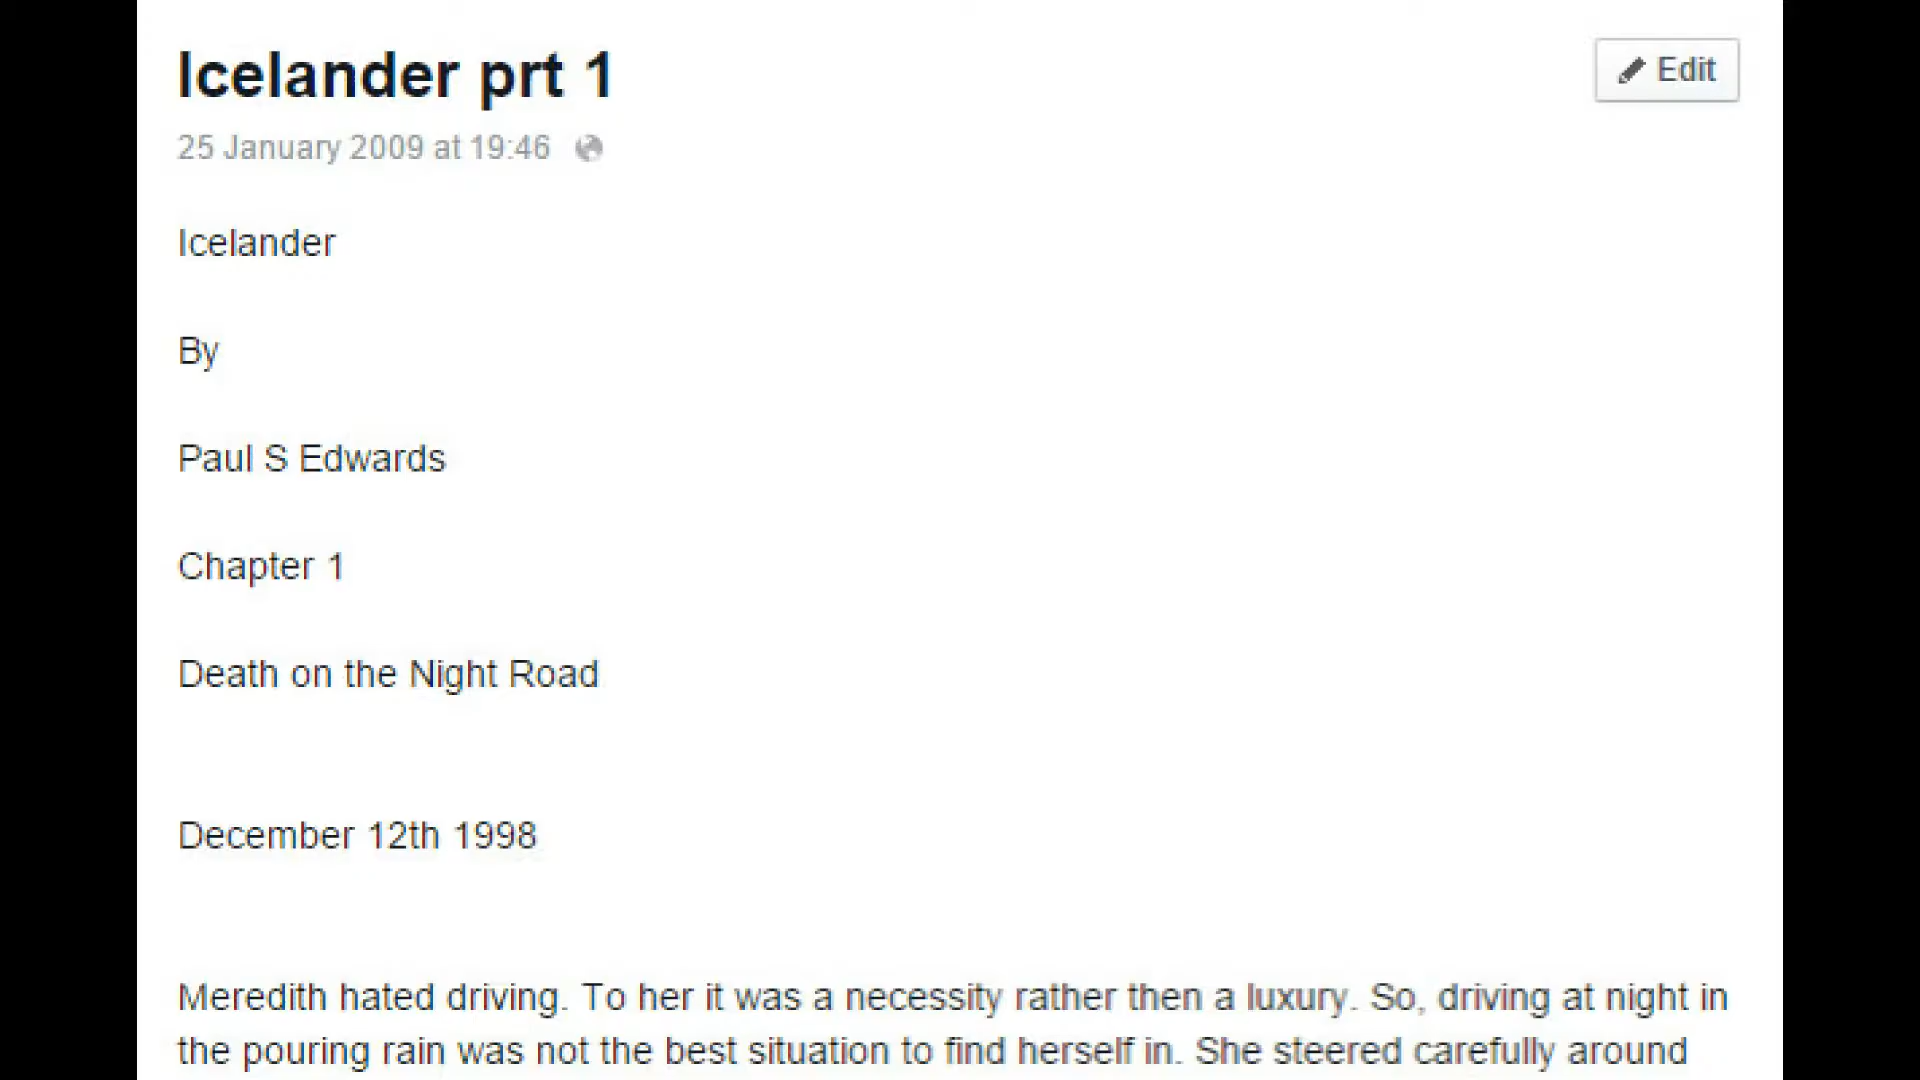 Icelander prt 1
Edit
25 January 2009 at 19:46
Icelander
By
Paul S Edwards
Chapter 1
Death on the Night Road
December 12th 1998
Meredith hated driving. To her it was a necessity rather then a luxury. So, driving at night in
the pouring rain was not the best situation to find herself in. She steered carefully around